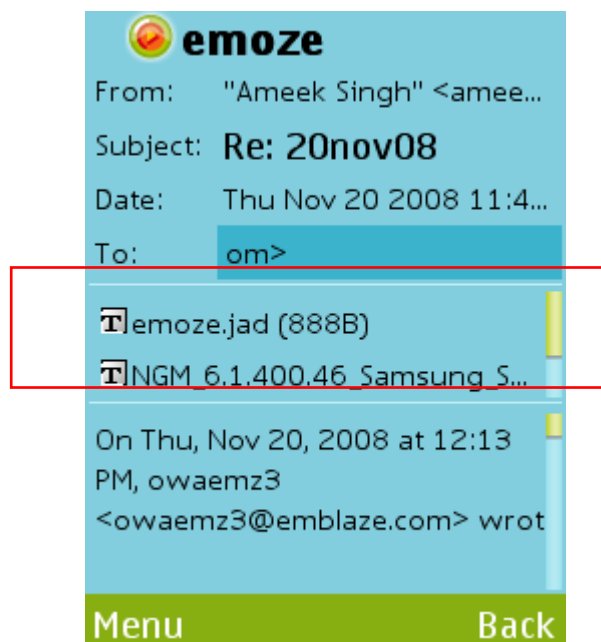 emoze
From: "Ameek Singh" <amee...
Subject: Re: 20nov08
Date: Thu Nov 20 2008 11:4...
To: om>
T emoze.jad (888B)
T NGM_6.1.400.46_Samsung_S...
On Thu, Nov 20, 2008 at 12:13
PM, owaemz3
<owaemz3@emblaze.com> wrot
Menu Back